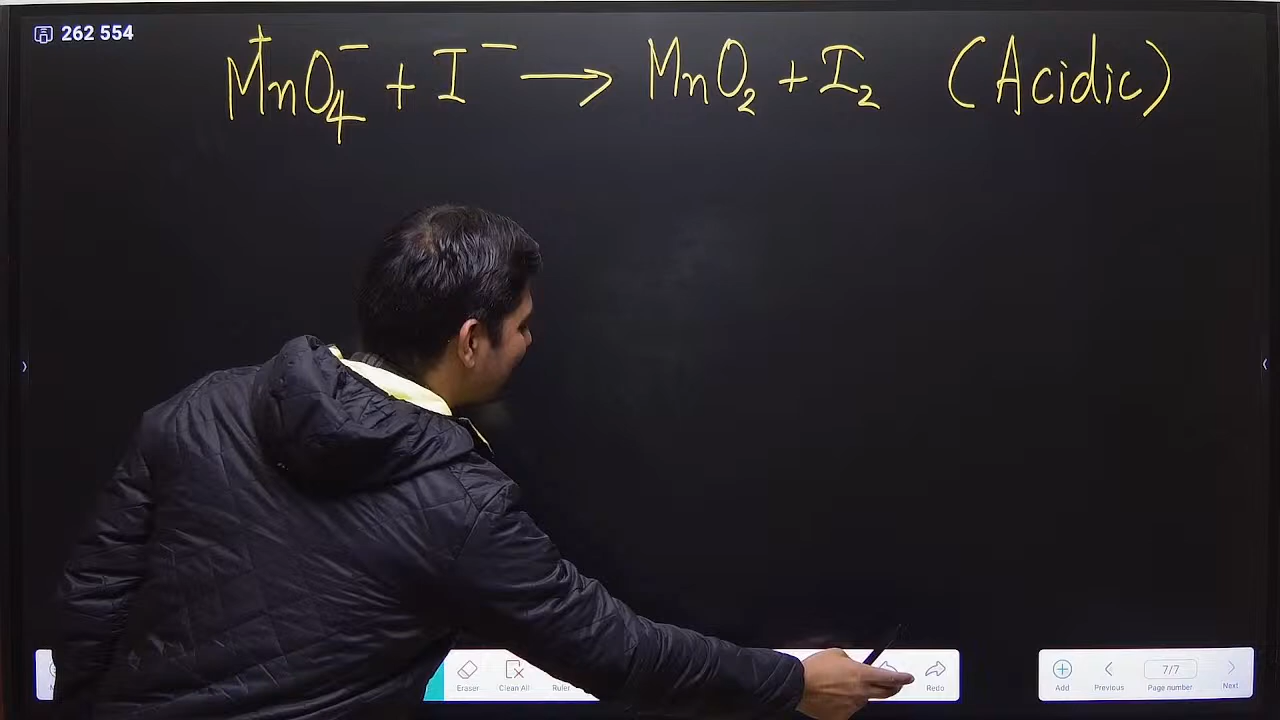 262 554
MnO₄⁻ + I⁻ ⟶ MnO₂ + I₂ (Acidic)
Eraser Clean All Ruler Redo Add Previous 7/7 Page number Next